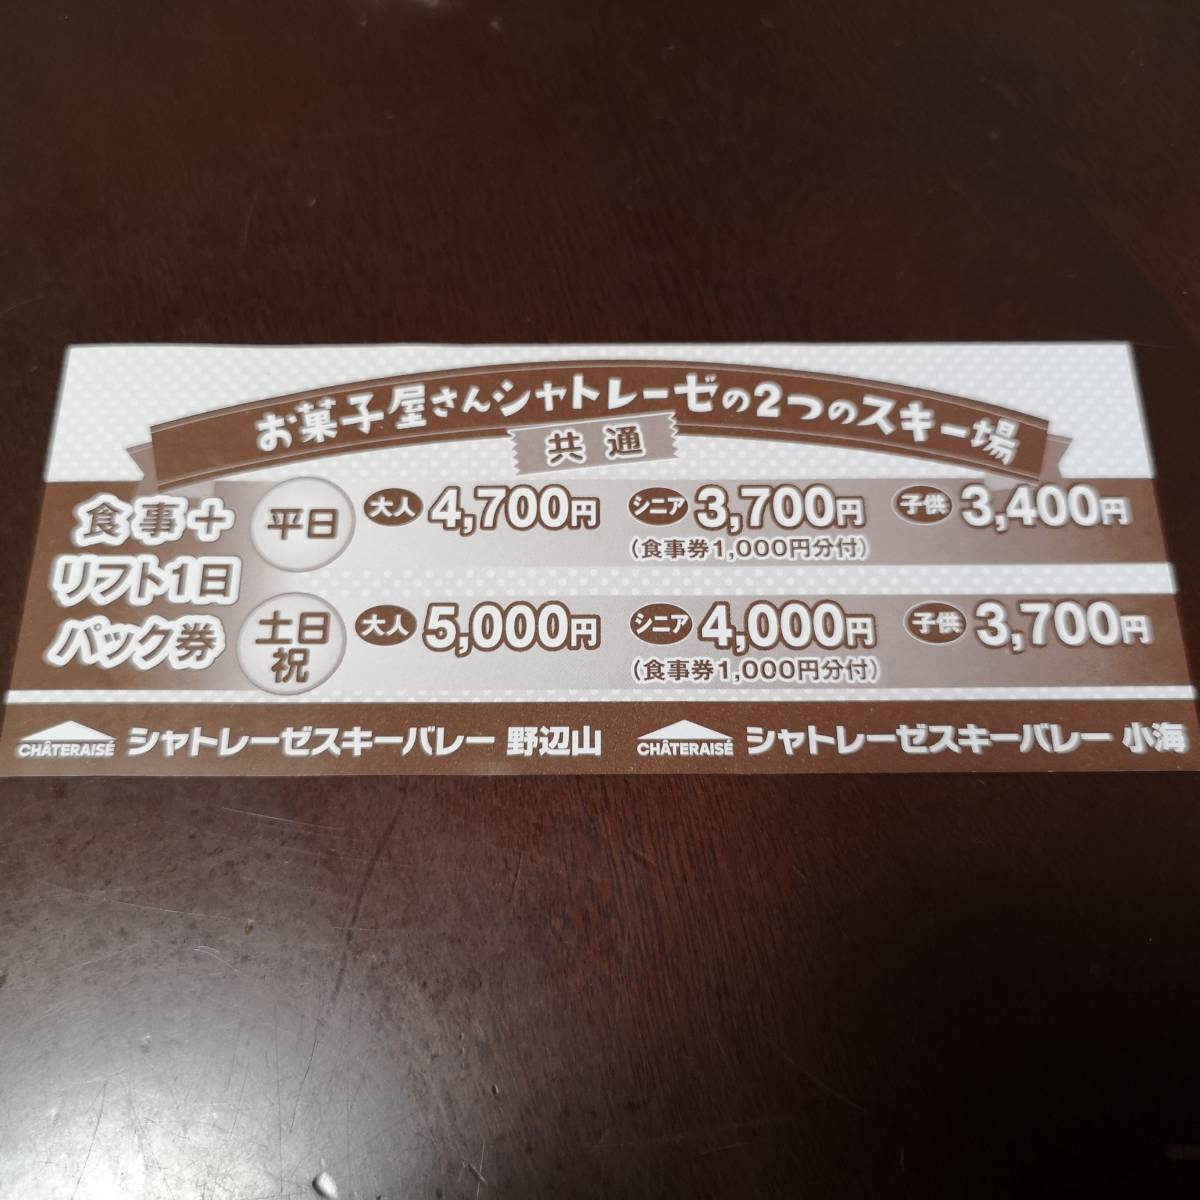 お菓子屋さんシャトレーゼの2つのスキー場
共通
食事+
リフト1日
パック券
平日
大人 4,700円 シニア 3,700円 子供 3,400円
(食事券1,000円分付)
土日
祝
大人 5,000円 シニア 4,000円 子供 3,700円
(食事券1,000円分付)
CHÂTERAISÉ シャトレーゼスキーバレー 野辺山 CHÂTERAISÉ シャトレーゼスキーバレー 小海